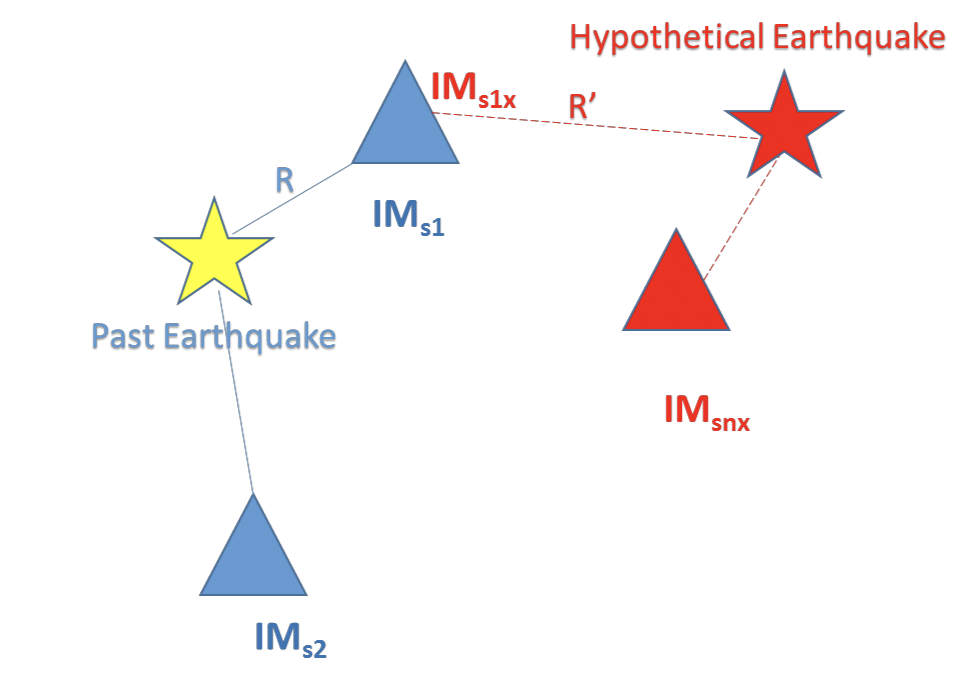 Hypothetical Earthquake
IMs1x
R’
R
IMs1
Past Earthquake
IMsnx
IMs2